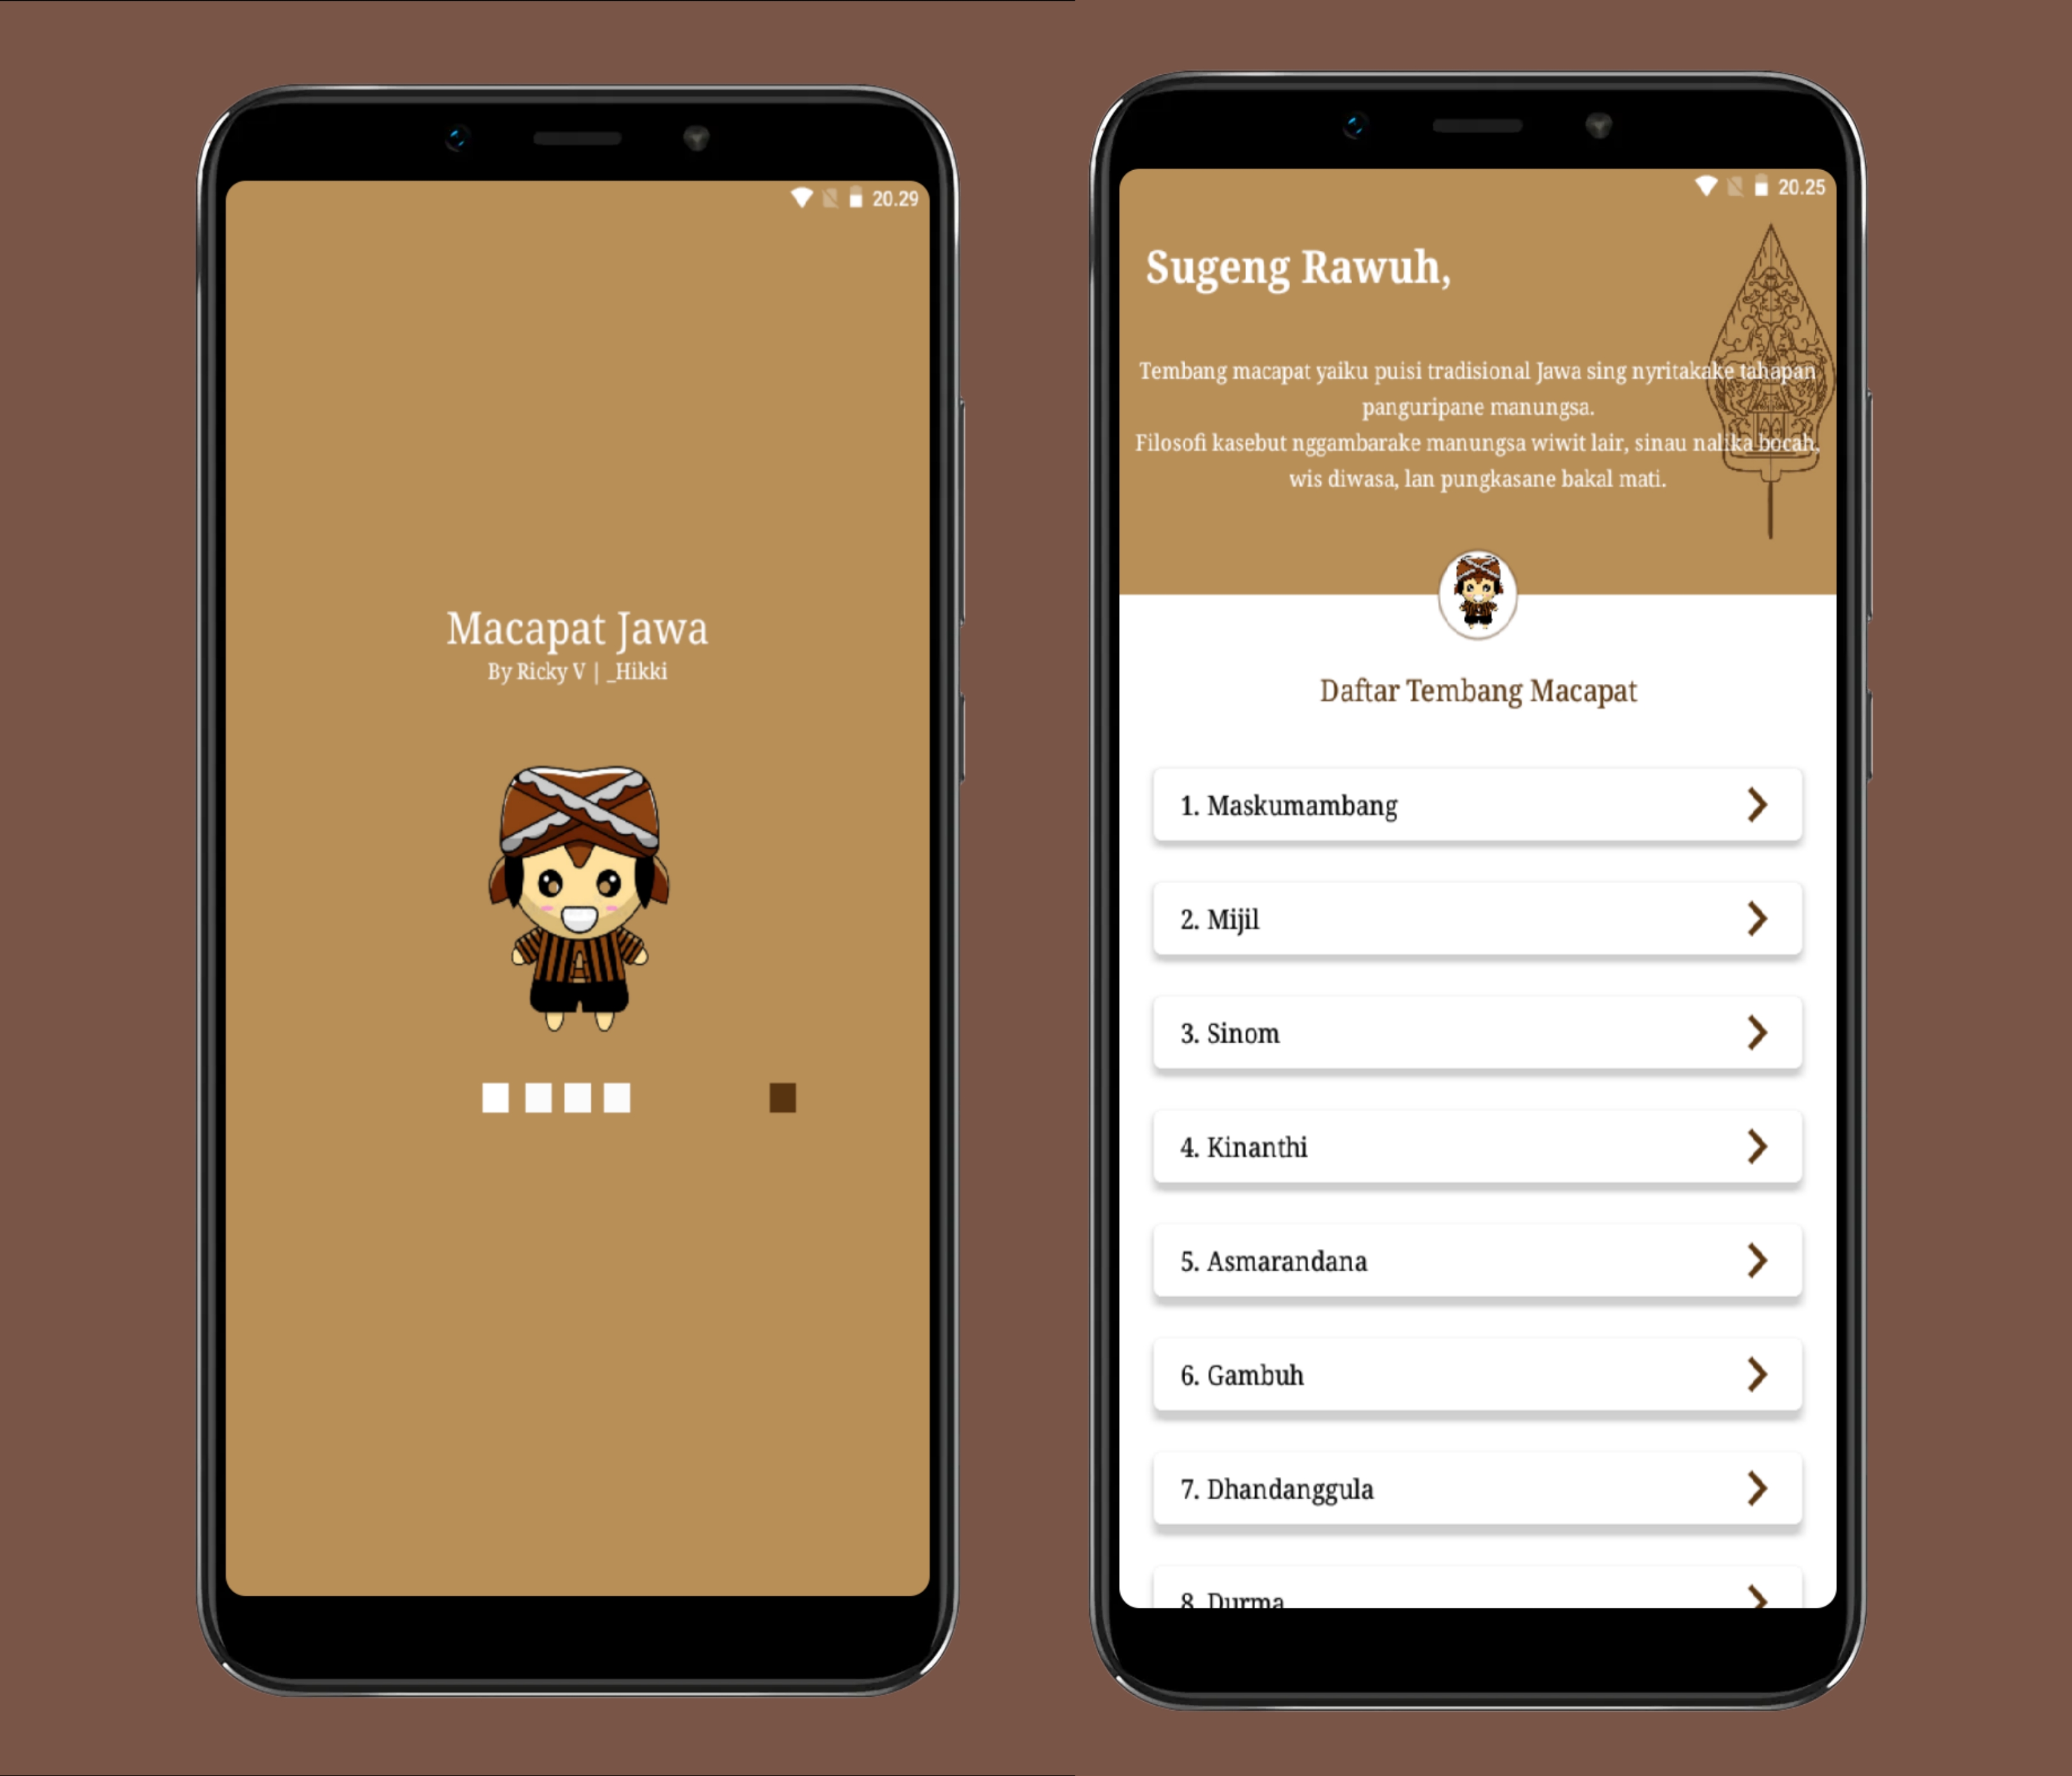 20.29
Macapat Jawa
By Ricky V | _Hikki
20.25
Sugeng Rawuh,
Tembang macapat yaiku puisi tradisional Jawa sing nyritakake tahapan
panguripane manungsa.
Filosofi kasebut nggambarake manungsa wiwit lair, sinau nalika bocah,
wis diwasa, lan pungkasane bakal mati.
Daftar Tembang Macapat
1. Maskumambang
2. Mijil
3. Sinom
4. Kinanthi
5. Asmarandana
6. Gambuh
7. Dhandanggula
8. Durma